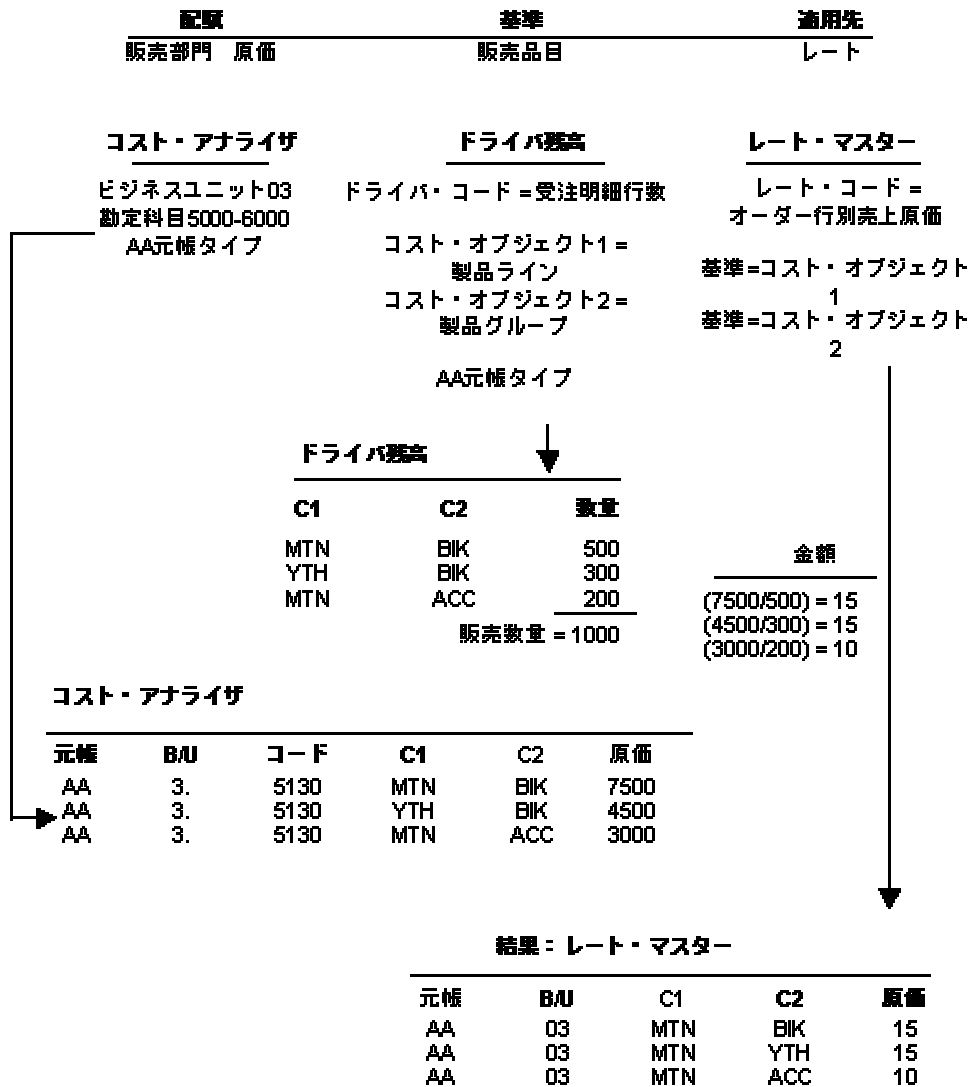 配賦 基準 適用先
販売部門 原価 販売品目 レート
コスト・アナライザ
ビジネスユニット03
勘定科目5000-6000
AA元帳タイプ
ドライバ残高
ドライバ・コード=受注明細行数
コスト・オブジェクト1=
製品ライン
コスト・オブジェクト2=
製品グループ
AA元帳タイプ
レート・マスター
レート・コード=
オーダー行別売上原価
基準=コスト・オブジェクト
1
基準=コスト・オブジェクト
2
ドライバ残高
C1 C2 数量
MTN BIK 500
YTH BIK 300
MTN ACC 200
販売数量=1000
金額
(7500/500) = 15
(4500/300) = 15
(3000/200) = 10
コスト・アナライザ
元帳 B/U コード C1 C2 原価
AA 3. 5130 MTN BIK 7500
AA 3. 5130 YTH BIK 4500
AA 3. 5130 MTN ACC 3000
結果：レート・マスター
元帳 B/U C1 C2 原価
AA 03 MTN BIK 15
AA 03 MTN YTH 15
AA 03 MTN ACC 10